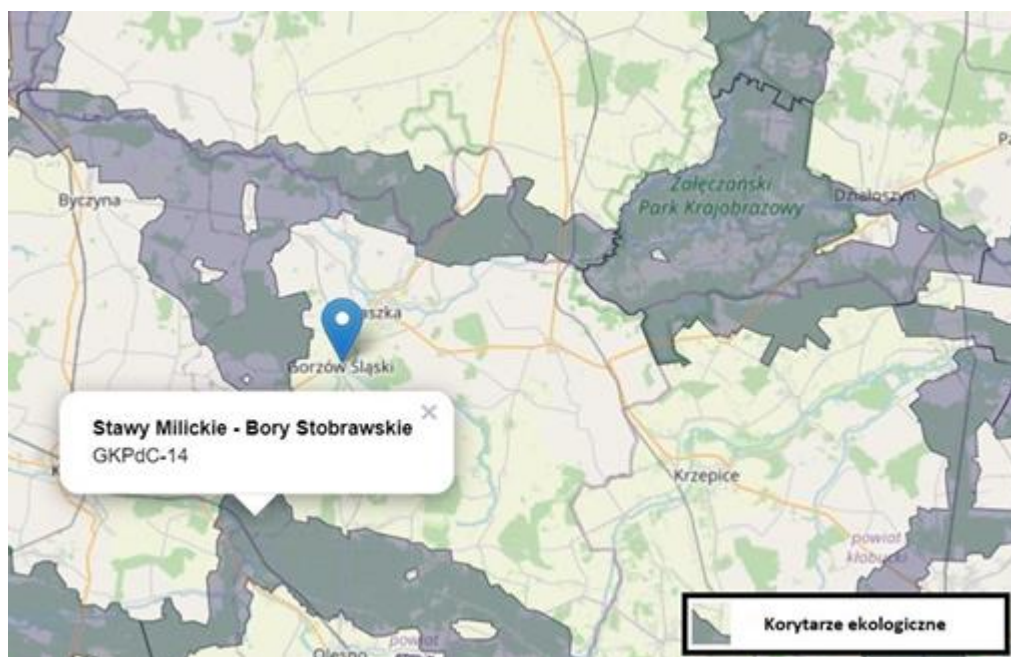 Załęczański
Park Krajobrazowy
Działoszyn
Byczyna
Gorzów Śląski
Stawy Milickie - Bory Stobrawskie
GKPdC-14
Krzepice
powiat
kłobucki
Korytarze ekologiczne
powiat
Olesno